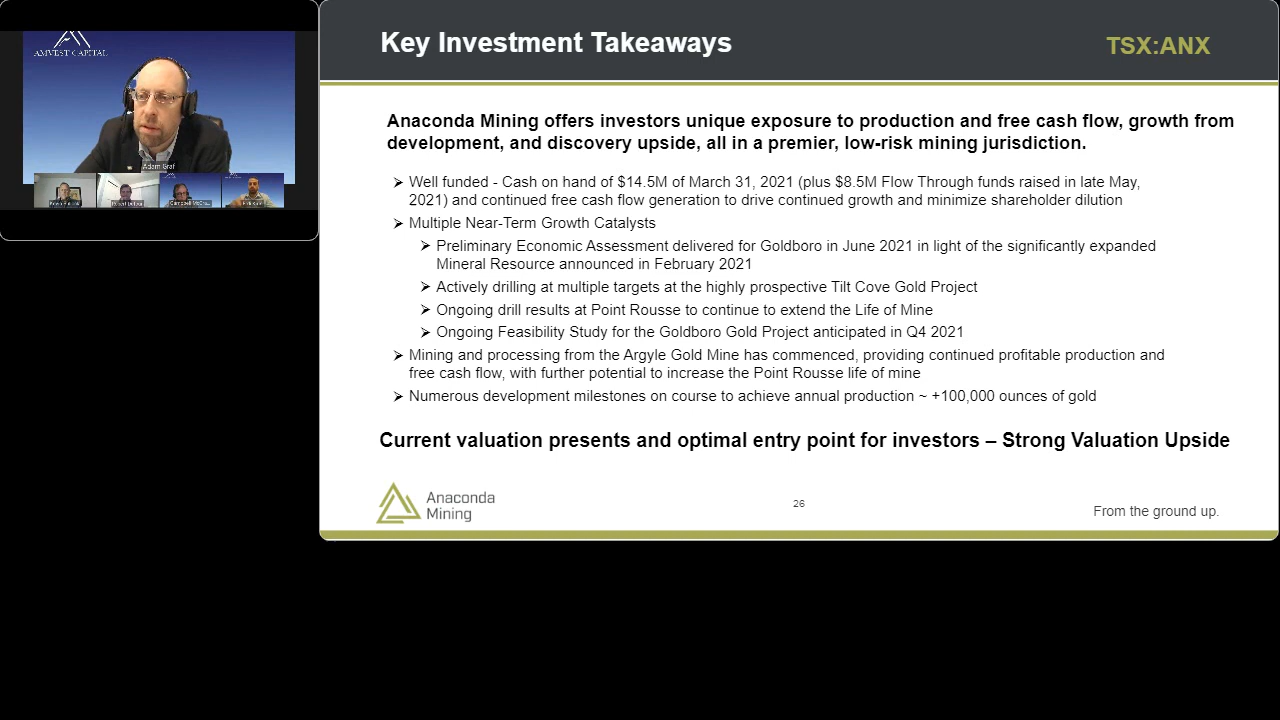 AMVEST CAPITAL
Adam Graf
Key Investment Takeaways
TSX:ANX
Anaconda Mining offers investors unique exposure to production and free cash flow, growth from
development, and discovery upside, all in a premier, low-risk mining jurisdiction.
Well funded - Cash on hand of $14.5M of March 31, 2021 (plus $8.5M Flow Through funds raised in late May,
2021) and continued free cash flow generation to drive continued growth and minimize shareholder dilution
Multiple Near-Term Growth Catalysts
Preliminary Economic Assessment delivered for Goldboro in June 2021 in light of the significantly expanded
Mineral Resource announced in February 2021
Actively drilling at multiple targets at the highly prospective Tilt Cove Gold Project
Ongoing drill results at Point Rousse to continue to extend the Life of Mine
Ongoing Feasibility Study for the Goldboro Gold Project anticipated in Q4 2021
Mining and processing from the Argyle Gold Mine has commenced, providing continued profitable production and
free cash flow, with further potential to increase the Point Rousse life of mine
Numerous development milestones on course to achieve annual production ~ +100,000 ounces of gold
Current valuation presents and optimal entry point for investors – Strong Valuation Upside
Anaconda
Mining
26
From the ground up.